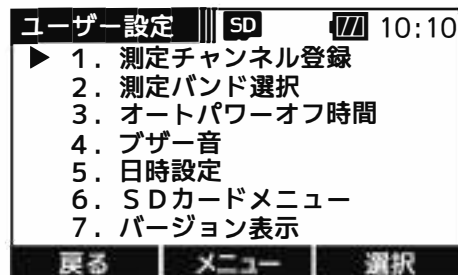 ユーザー設定 SD 10:10
▶ 1. 測定チャンネル登録
2. 測定バンド選択
3. オートパワーオフ時間
4. ブザー音
5. 日時設定
6. SDカードメニュー
7. バージョン表示
戻る メニュー 選択